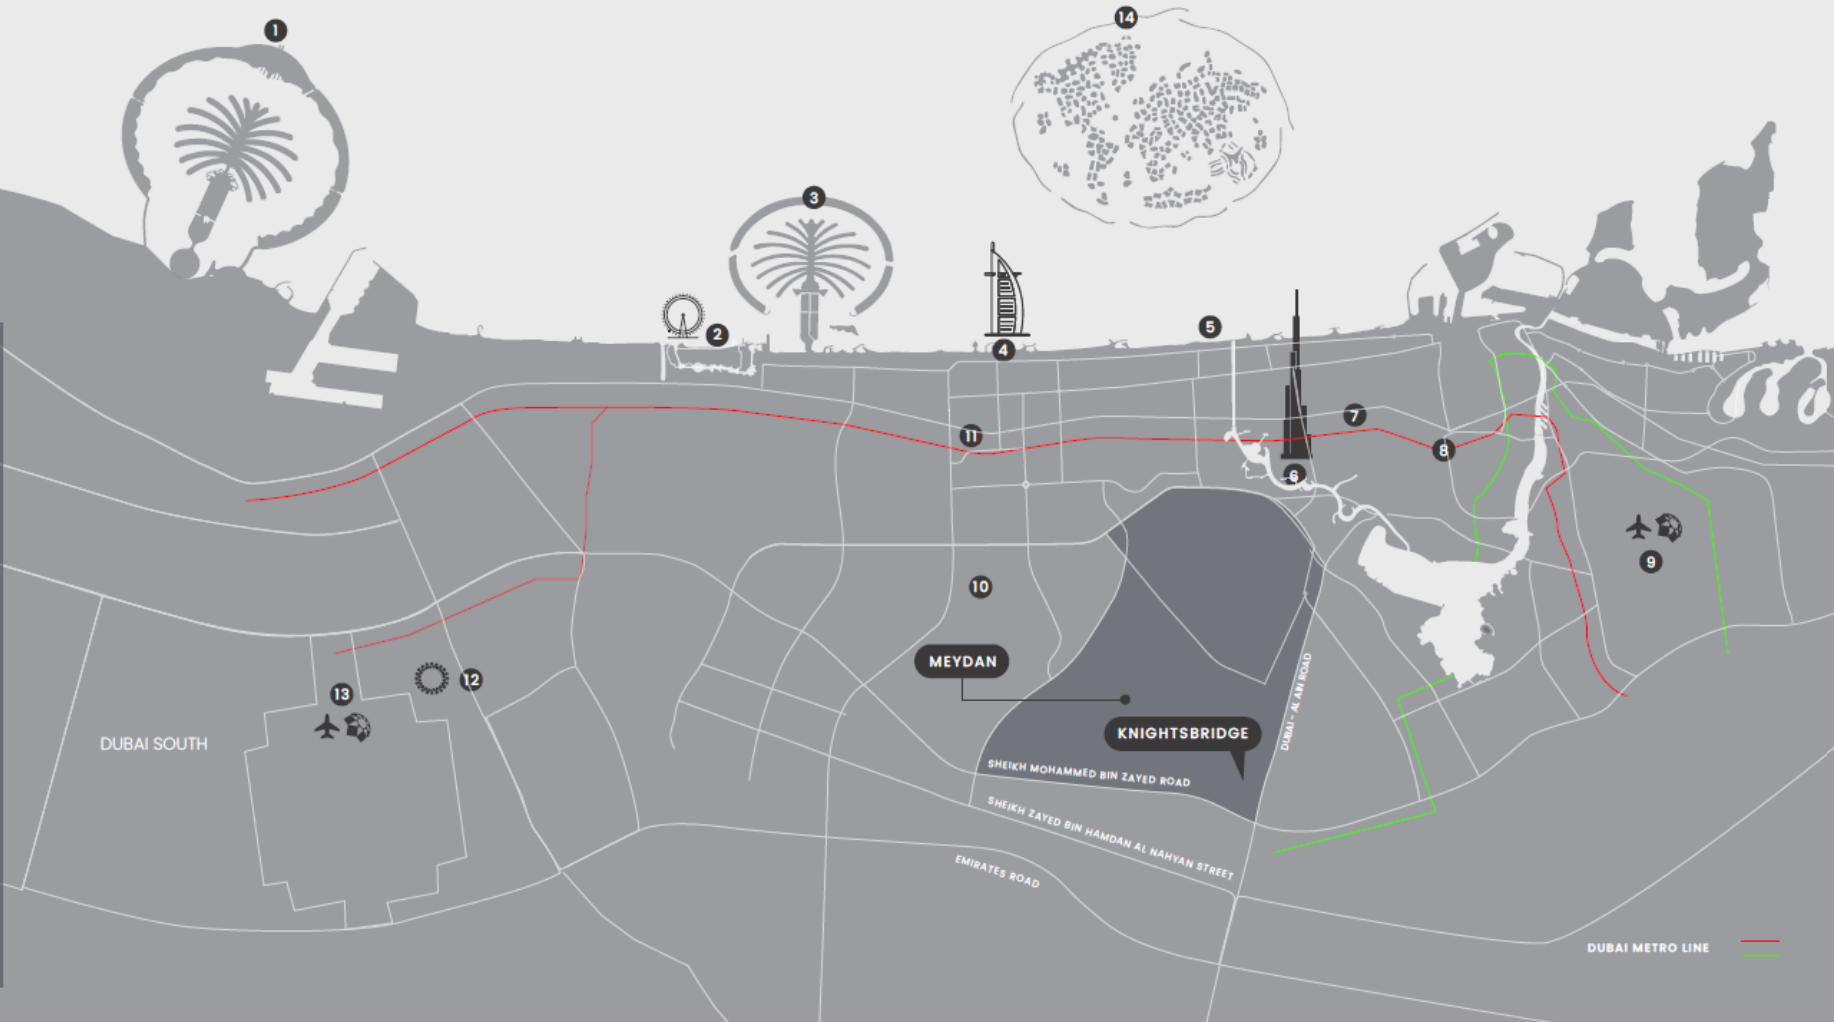 1
14
3
2
5
4
7
11
8
6
9
10
MEYDAN
12
13
KNIGHTSBRIDGE
DUBAI - AL AIN ROAD
DUBAI SOUTH
SHEIKH MOHAMMED BIN ZAYED ROAD
SHEIKH ZAYED BIN HAMDAN AL NAHYAN STREET
EMIRATES ROAD
DUBAI METRO LINE